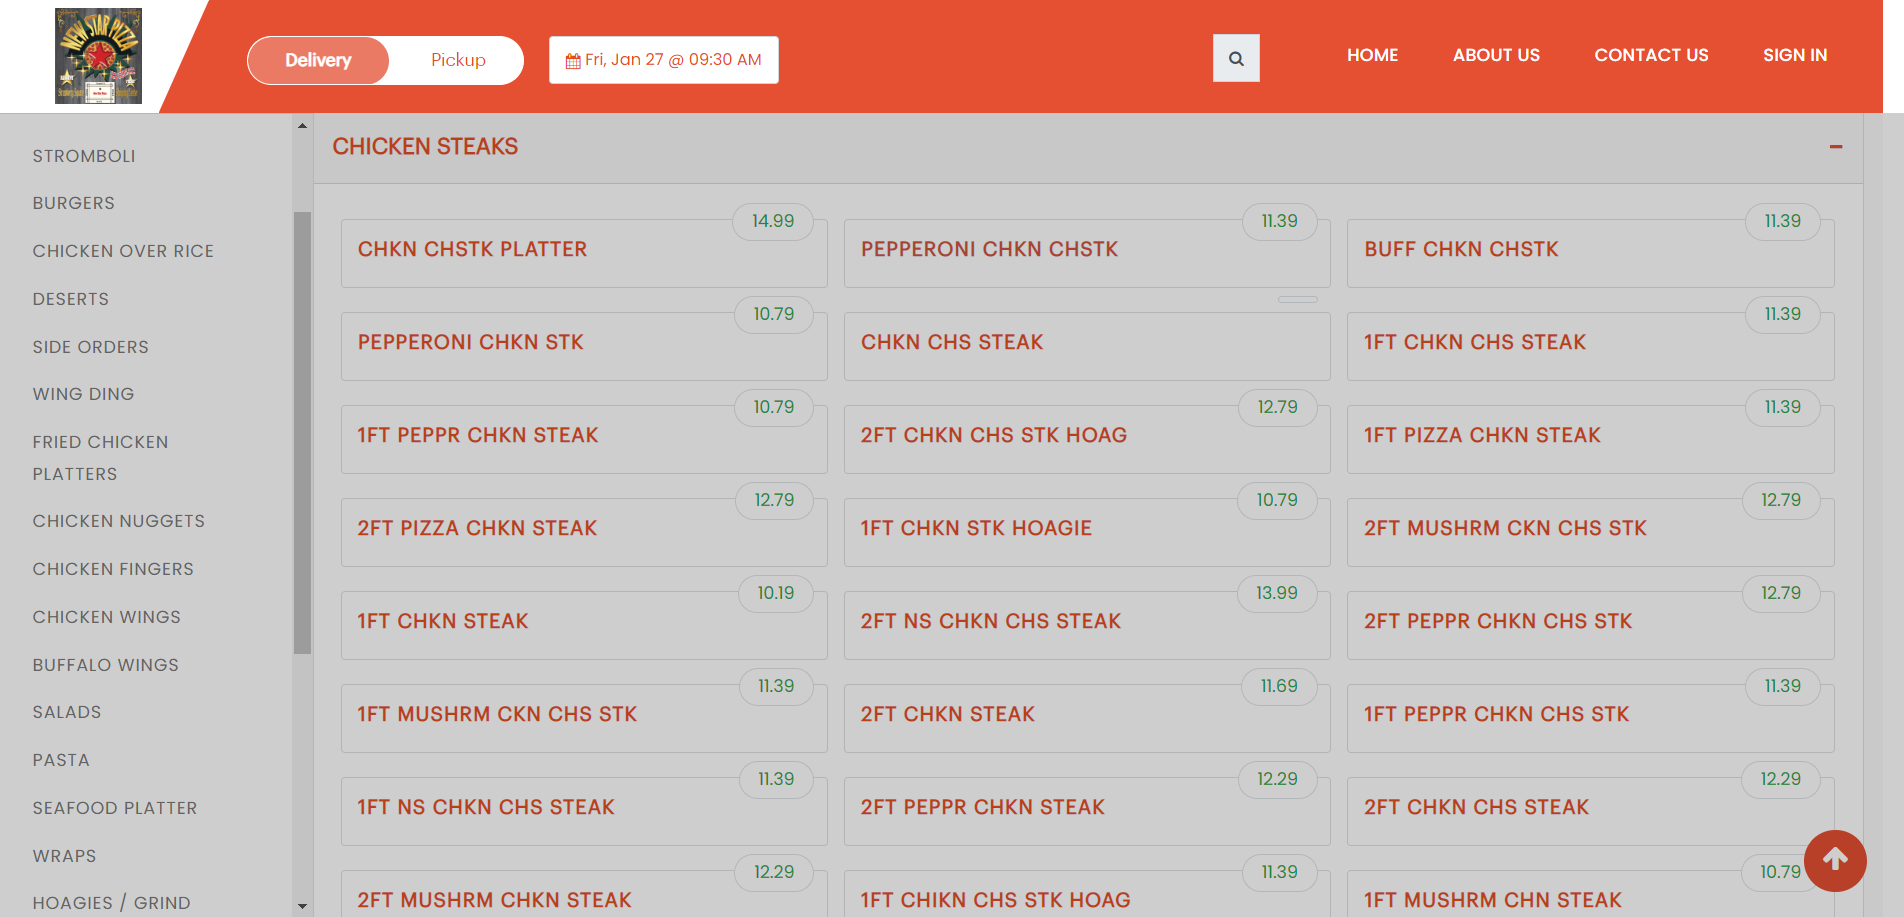 NEW STAR PIZZA
Delivery
Pickup
Fri, Jan 27 @ 09:30 AM
HOME
ABOUT US
CONTACT US
SIGN IN
STROMBOLI
BURGERS
CHICKEN OVER RICE
DESERTS
SIDE ORDERS
WING DING
FRIED CHICKEN
PLATTERS
CHICKEN NUGGETS
CHICKEN FINGERS
CHICKEN WINGS
BUFFALO WINGS
SALADS
PASTA
SEAFOOD PLATTER
WRAPS
HOAGIES / GRIND
CHICKEN STEAKS
14.99
CHKN CHSTK PLATTER
11.39
PEPPERONI CHKN CHSTK
11.39
BUFF CHKN CHSTK
10.79
PEPPERONI CHKN STK
CHKN CHS STEAK
11.39
1FT CHKN CHS STEAK
10.79
1FT PEPPR CHKN STEAK
12.79
2FT CHKN CHS STK HOAG
11.39
1FT PIZZA CHKN STEAK
12.79
2FT PIZZA CHKN STEAK
10.79
1FT CHKN STK HOAGIE
12.79
2FT MUSHRM CKN CHS STK
10.19
1FT CHKN STEAK
13.99
2FT NS CHKN CHS STEAK
12.79
2FT PEPPR CHKN CHS STK
11.39
1FT MUSHRM CKN CHS STK
11.69
2FT CHKN STEAK
11.39
1FT PEPPR CHKN CHS STK
11.39
1FT NS CHKN CHS STEAK
12.29
2FT PEPPR CHKN STEAK
12.29
2FT CHKN CHS STEAK
12.29
2FT MUSHRM CHKN STEAK
11.39
1FT CHIKN CHS STK HOAG
10.79
1FT MUSHRM CHN STEAK